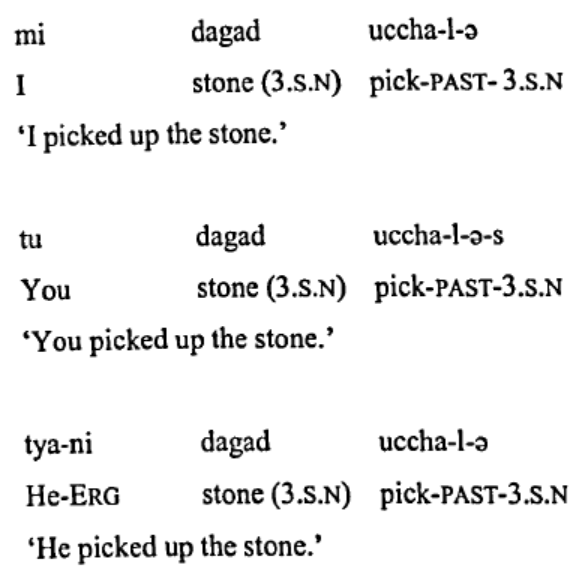 mi dagad uccha-l-ə
I stone (3.S.N) pick-PAST- 3.S.N
‘I picked up the stone.’
tu dagad uccha-l-ə-s
You stone (3.S.N) pick-PAST-3.S.N
‘You picked up the stone.’
tya-ni dagad uccha-l-ə
He-ERG stone (3.S.N) pick-PAST-3.S.N
‘He picked up the stone.’